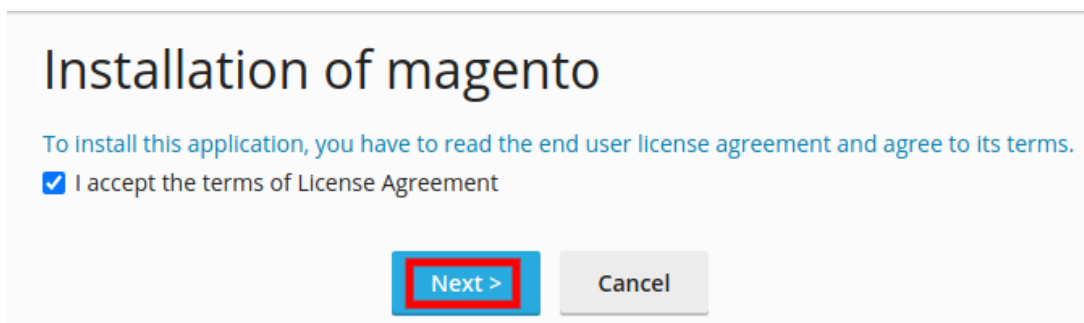 Installation of magento
To install this application, you have to read the end user license agreement and agree to its terms.
I accept the terms of License Agreement
Next >
Cancel